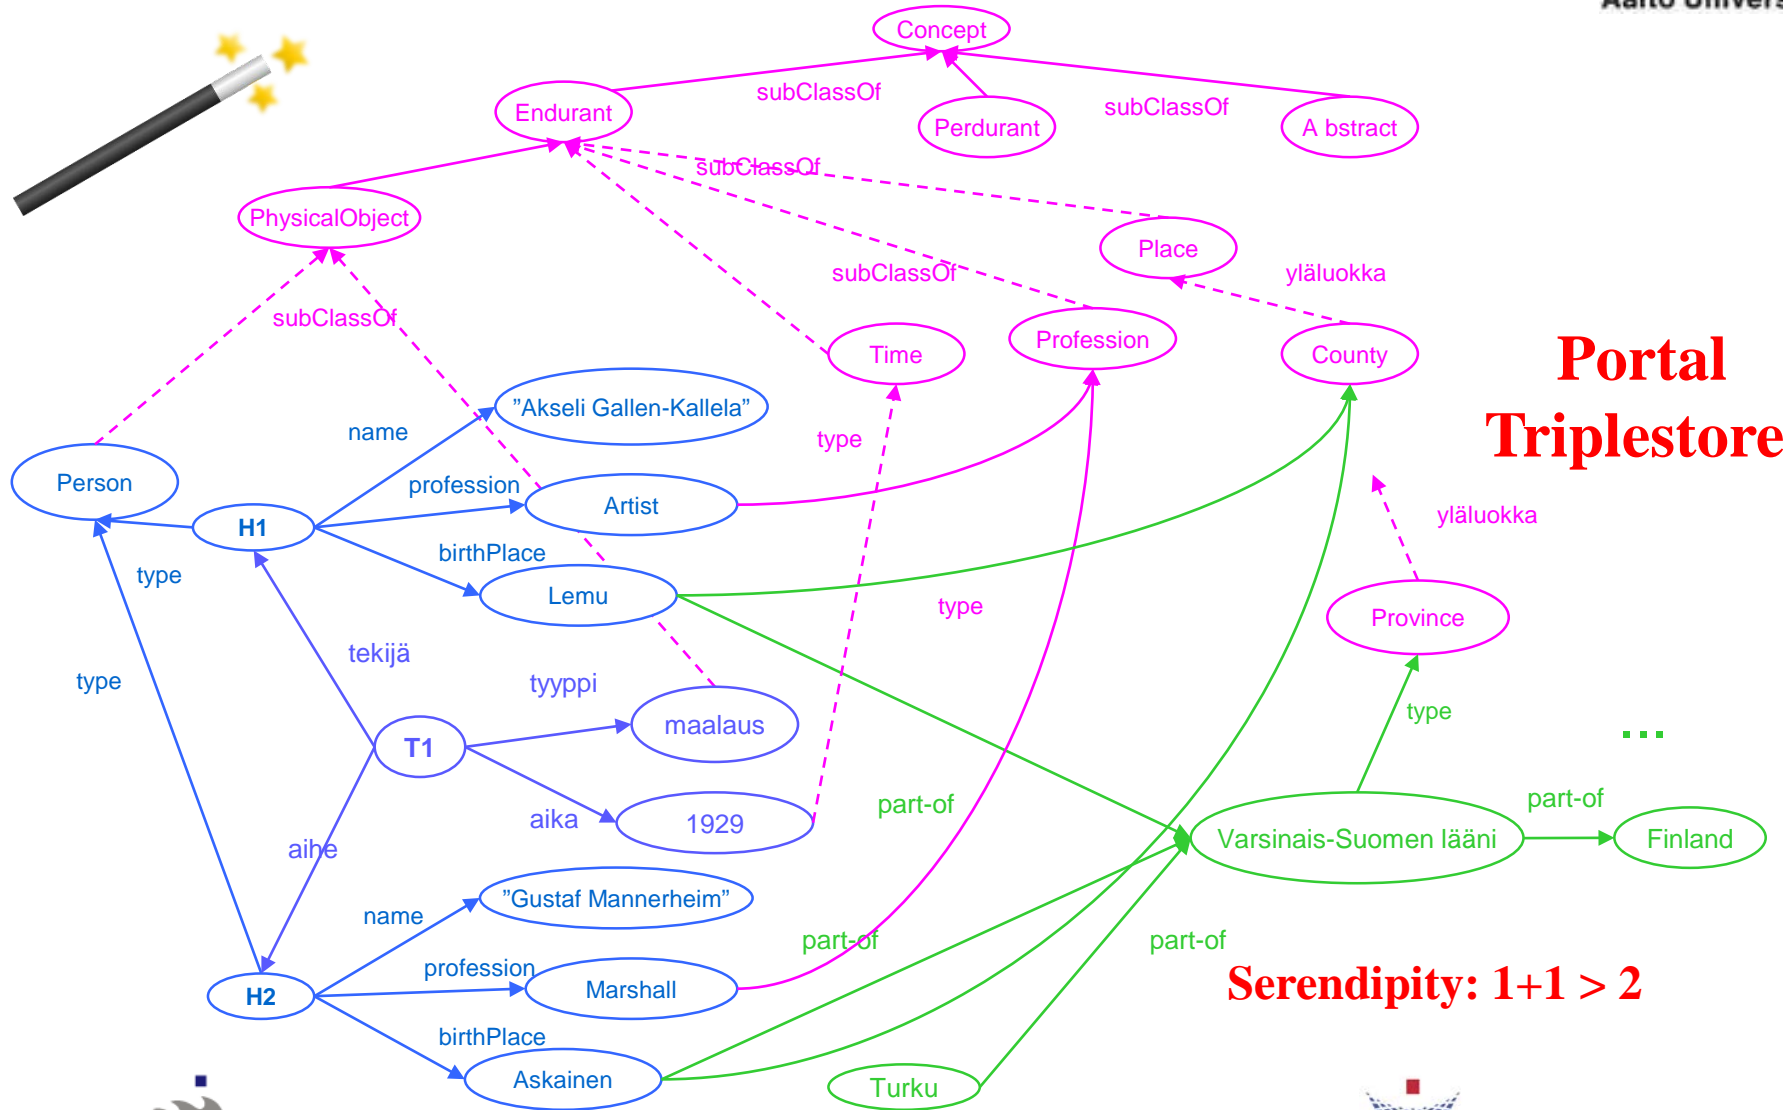 Aalto Univers
Concept
subClassOf
Endurant
subClassOf
Perdurant
A bstract
subClassOf
PhysicalObject
Place
yläluokka
subClassOf
subClassOf
Time
Profession
County
Portal
Triplestore
"Akseli Gallen-Kallela"
name
type
Person
profession
Artist
H1
yläluokka
birthPlace
type
Lemu
type
Province
tekijä
type
tyyppi
maalaus
type
T1
...
part-of
part-of
aika
1929
Varsinais-Suomen lääni
Finland
aihe
"Gustaf Mannerheim"
name
part-of
part-of
profession
Marshall
H2
Serendipity: 1+1 > 2
birthPlace
Askainen
Turku